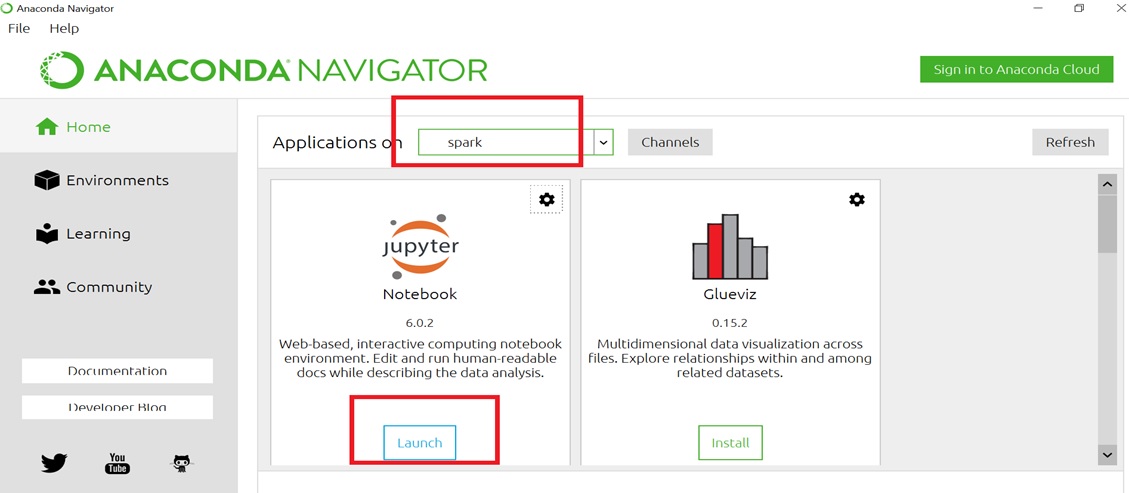 Anaconda Navigator
File Help
ANACONDA NAVIGATOR
Sign in to Anaconda Cloud
Home
Environments
Learning
Community
Documentation
Developer Blog
You
Tube
Applications on spark Channels Refresh
jupyter
Notebook
6.0.2
Web-based, interactive computing notebook
environment. Edit and run human-readable
docs while describing the data analysis.
Launch
Glueviz
0.15.2
Multidimensional data visualization across
files. Explore relationships within and among
related datasets.
Install